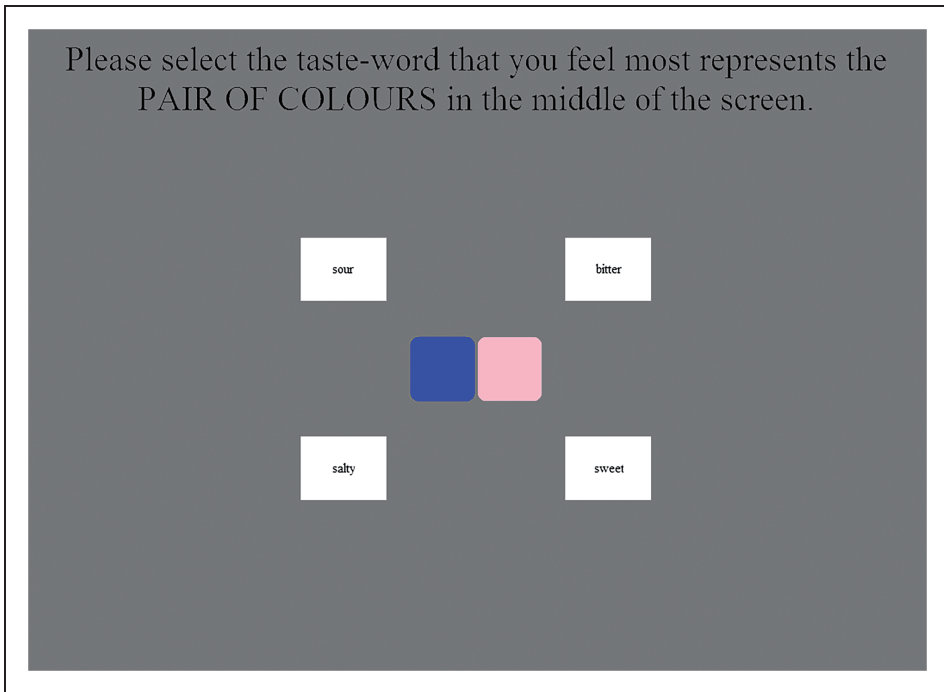 Please select the taste-word that you feel most represents the
PAIR OF COLOURS in the middle of the screen.
sour
bitter
salty
sweet